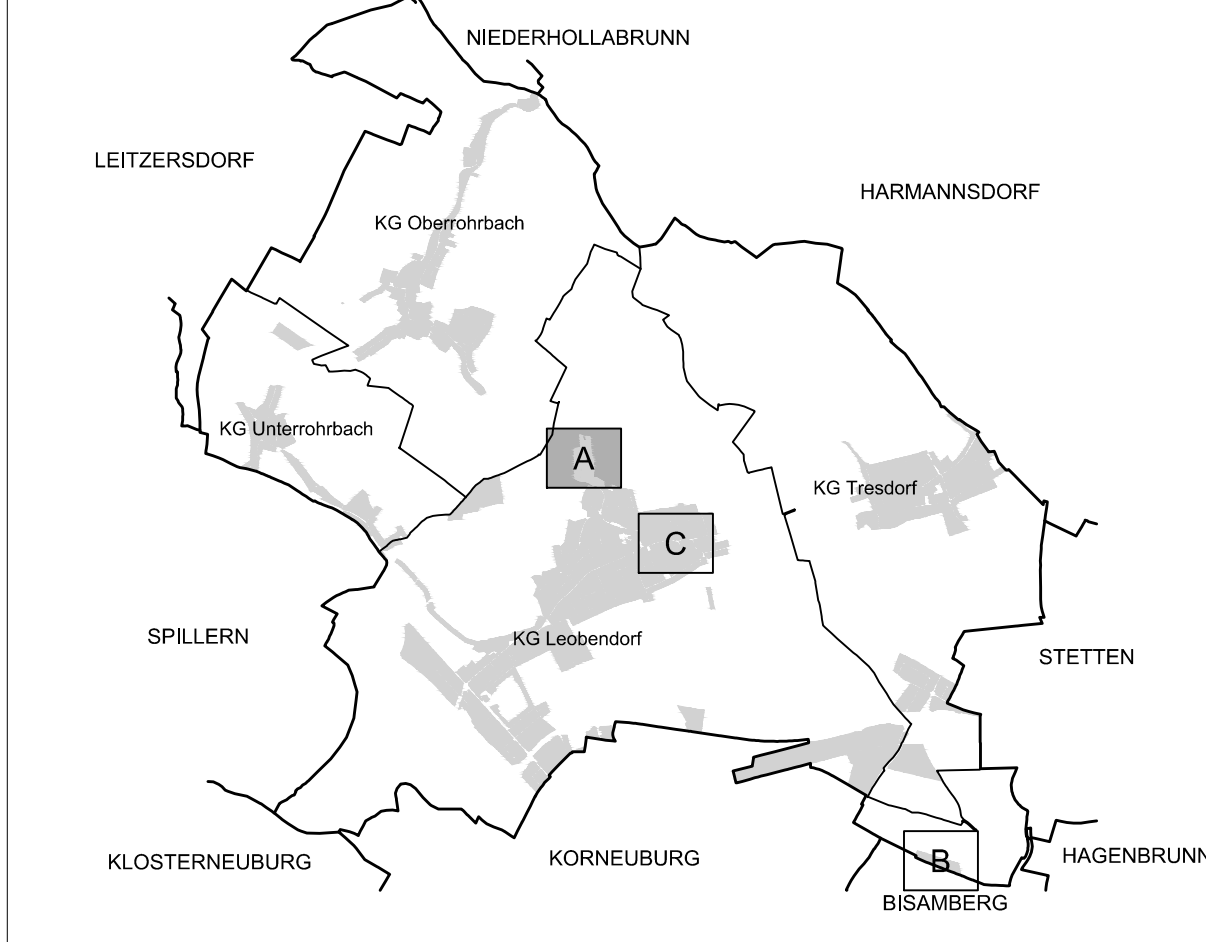 NIEDERHOLLABRUNN
LEITZERSDORF
HARMANNSDORF
KG Oberrohrbach
KG Unterrohrbach
A
KG Tresdorf
C
SPILLERN
KG Leobendorf
STETTEN
KLOSTERNEUBURG
KORNEUBURG
B
HAGENBRUNN
BISAMBERG